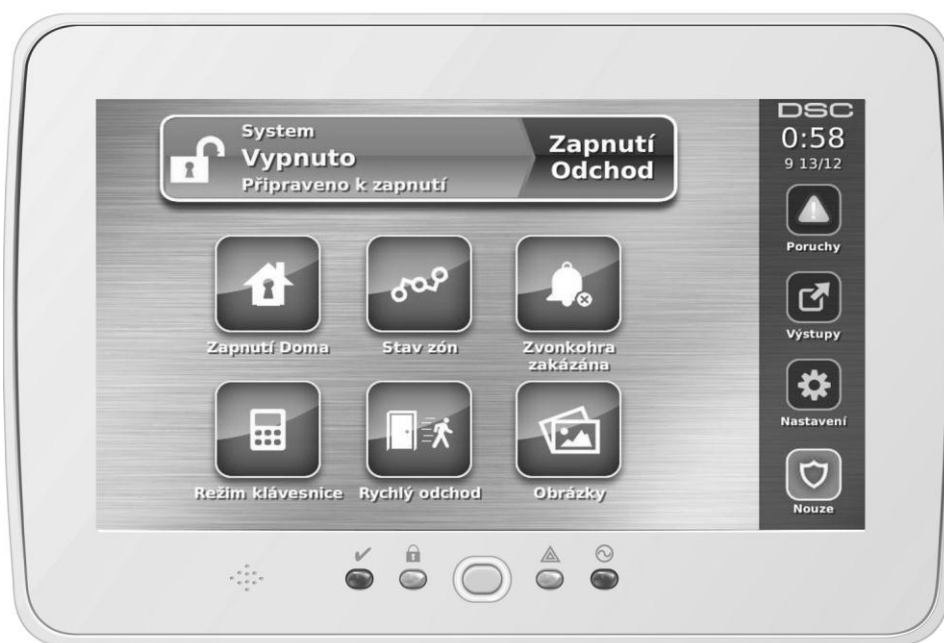 System
Vypnuto
Připraveno k zapnutí
Zapnutí
Odchod
Zapnutí Doma
Stav zón
Zvonkohra
zakázána
Režim klávesnice
Rychlý odchod
Obrázky
DSC
0:58
9 13/12
Poruchy
Výstupy
Nastavení
Nouze